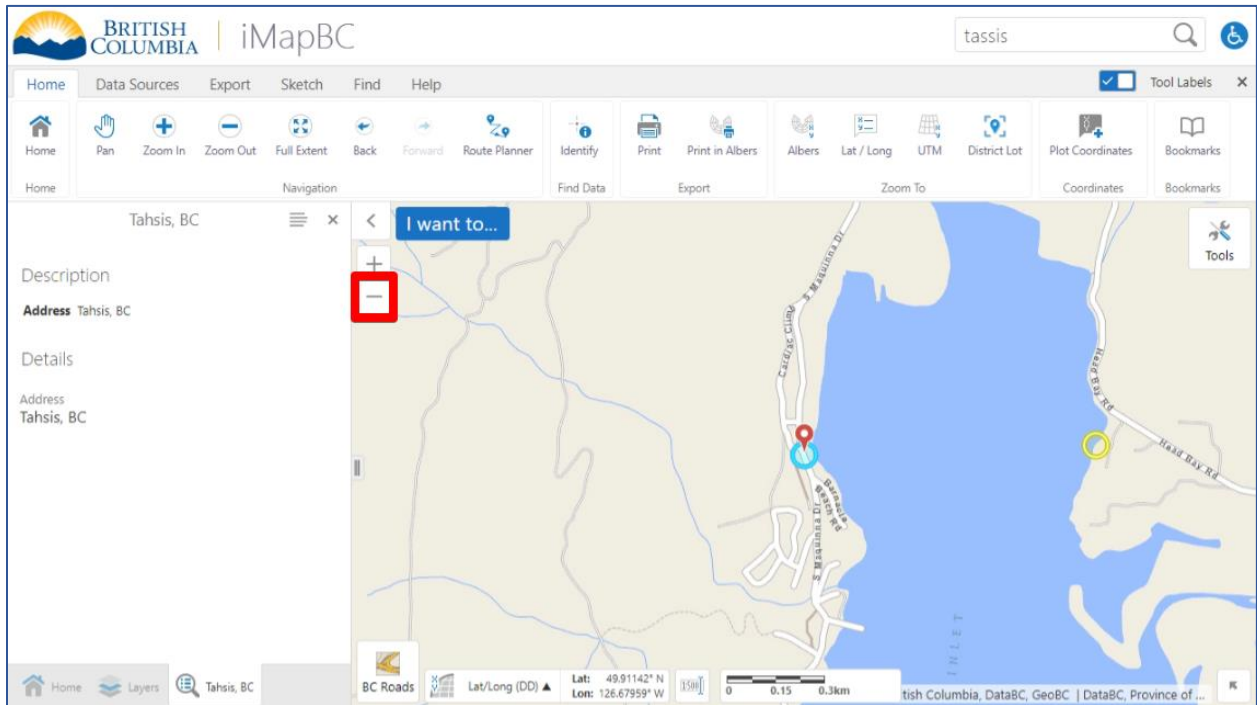 BRITISH COLUMBIA
iMapBC
tassis
Home Data Sources Export Sketch Find Help Tool Labels
Home Pan Zoom In Zoom Out Full Extent Back Forward Route Planner Identify Print Print in Albers Albers Lat / Long UTM District Lot Plot Coordinates Bookmarks
Home Navigation Find Data Export Zoom To Coordinates Bookmarks
Tahsis, BC
I want to...
Tools
Description
Address Tahsis, BC
Details
Address
Tahsis, BC
S Maquinna Dr
Cardiac Climb
Head Bay Rd
Head Bay Rd
Barnacle Beach Rd
S Maquinna Dr
INLET
Home Layers Tahsis, BC
BC Roads
Lat/Long (DD)
Lat: 49.91142° N
Lon: 126.67959° W
1500
0 0.15 0.3km
tish Columbia, DataBC, GeoBC | DataBC, Province of ...